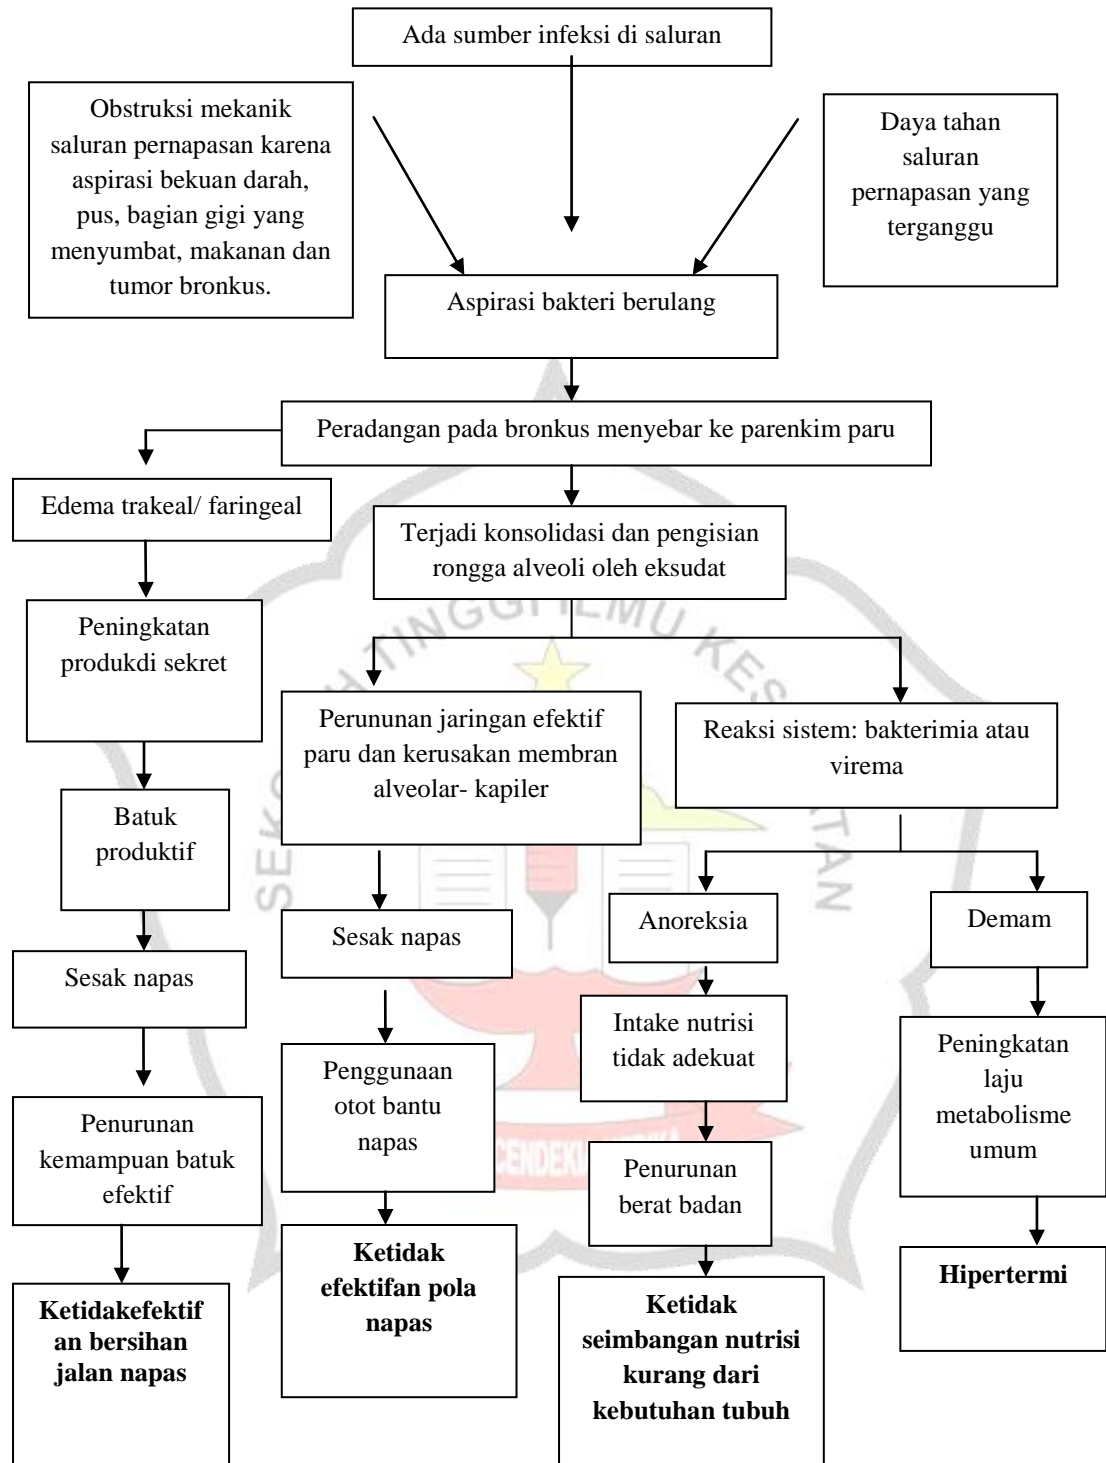 Ada sumber infeksi di saluran
Obstruksi mekanik
saluran pernapasan karena
aspirasi bekuan darah,
pus, bagian gigi yang
menyumbat, makanan dan
tumor bronkus.
Daya tahan
saluran
pernapasan yang
terganggu
Aspirasi bakteri berulang
Peradangan pada bronkus menyebar ke parenkim paru
Edema trakeal/ faringeal
Terjadi konsolidasi dan pengisian
rongga alveoli oleh eksudat
Peningkatan
produkdi sekret
Perununan jaringan efektif
paru dan kerusakan membran
alveolar- kapiler
Reaksi sistem: bakterimia atau
virema
Batuk
produktif
Sesak napas
Anoreksia
Demam
Sesak napas
Intake nutrisi
tidak adekuat
Peningkatan
laju
metabolisme
umum
Penggunaan
otot bantu
napas
Penurunan
kemampuan batuk
efektif
Penurunan
berat badan
Ketidak
efektifan pola
napas
Hipertermi
Ketidakefektif
an bersihan
jalan napas
Ketidak
seimbangan nutrisi
kurang dari
kebutuhan tubuh